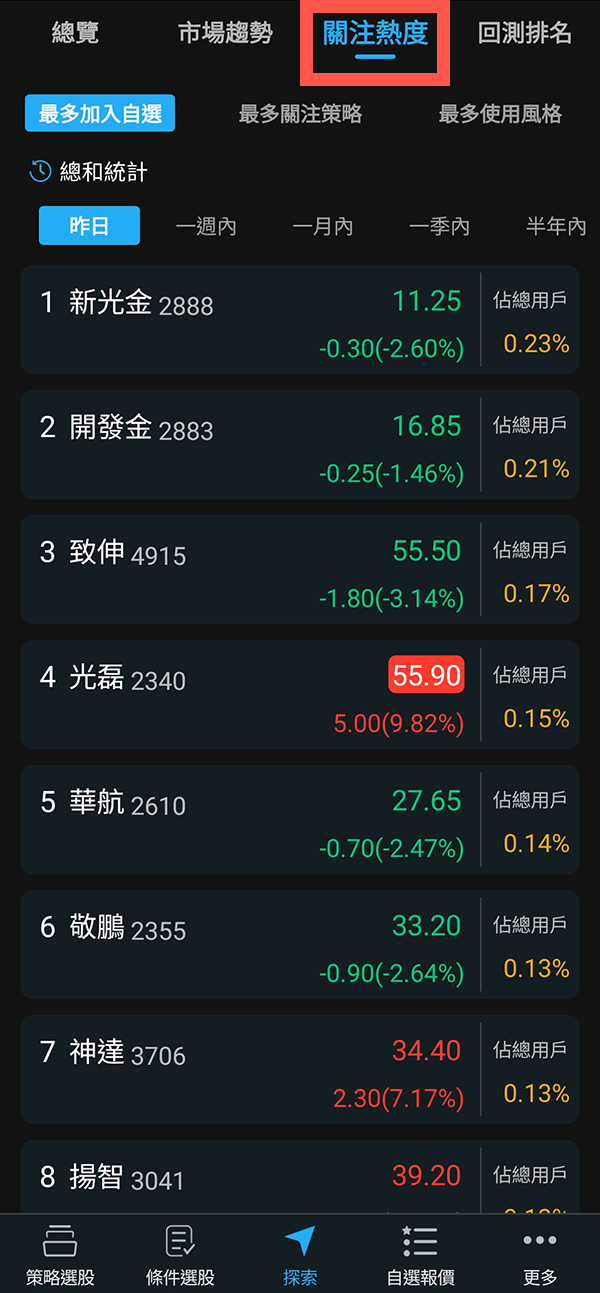 總覽 市場趨勢 關注熱度 回測排名
最多加入自選 最多關注策略 最多使用風格
總和統計
昨日 一週內 一月內 一季內 半年內
1 新光金 2888 11.25 佔總用戶
-0.30(-2.60%) 0.23%
2 開發金 2883 16.85 佔總用戶
-0.25(-1.46%) 0.21%
3 致伸 4915 55.50 佔總用戶
-1.80(-3.14%) 0.17%
4 光磊 2340 55.90 佔總用戶
5.00(9.82%) 0.15%
5 華航 2610 27.65 佔總用戶
-0.70(-2.47%) 0.14%
6 敬鵬 2355 33.20 佔總用戶
-0.90(-2.64%) 0.13%
7 神達 3706 34.40 佔總用戶
2.30(7.17%) 0.13%
8 揚智 3041 39.20 佔總用戶
策略選股 條件選股 探索 自選報價 更多